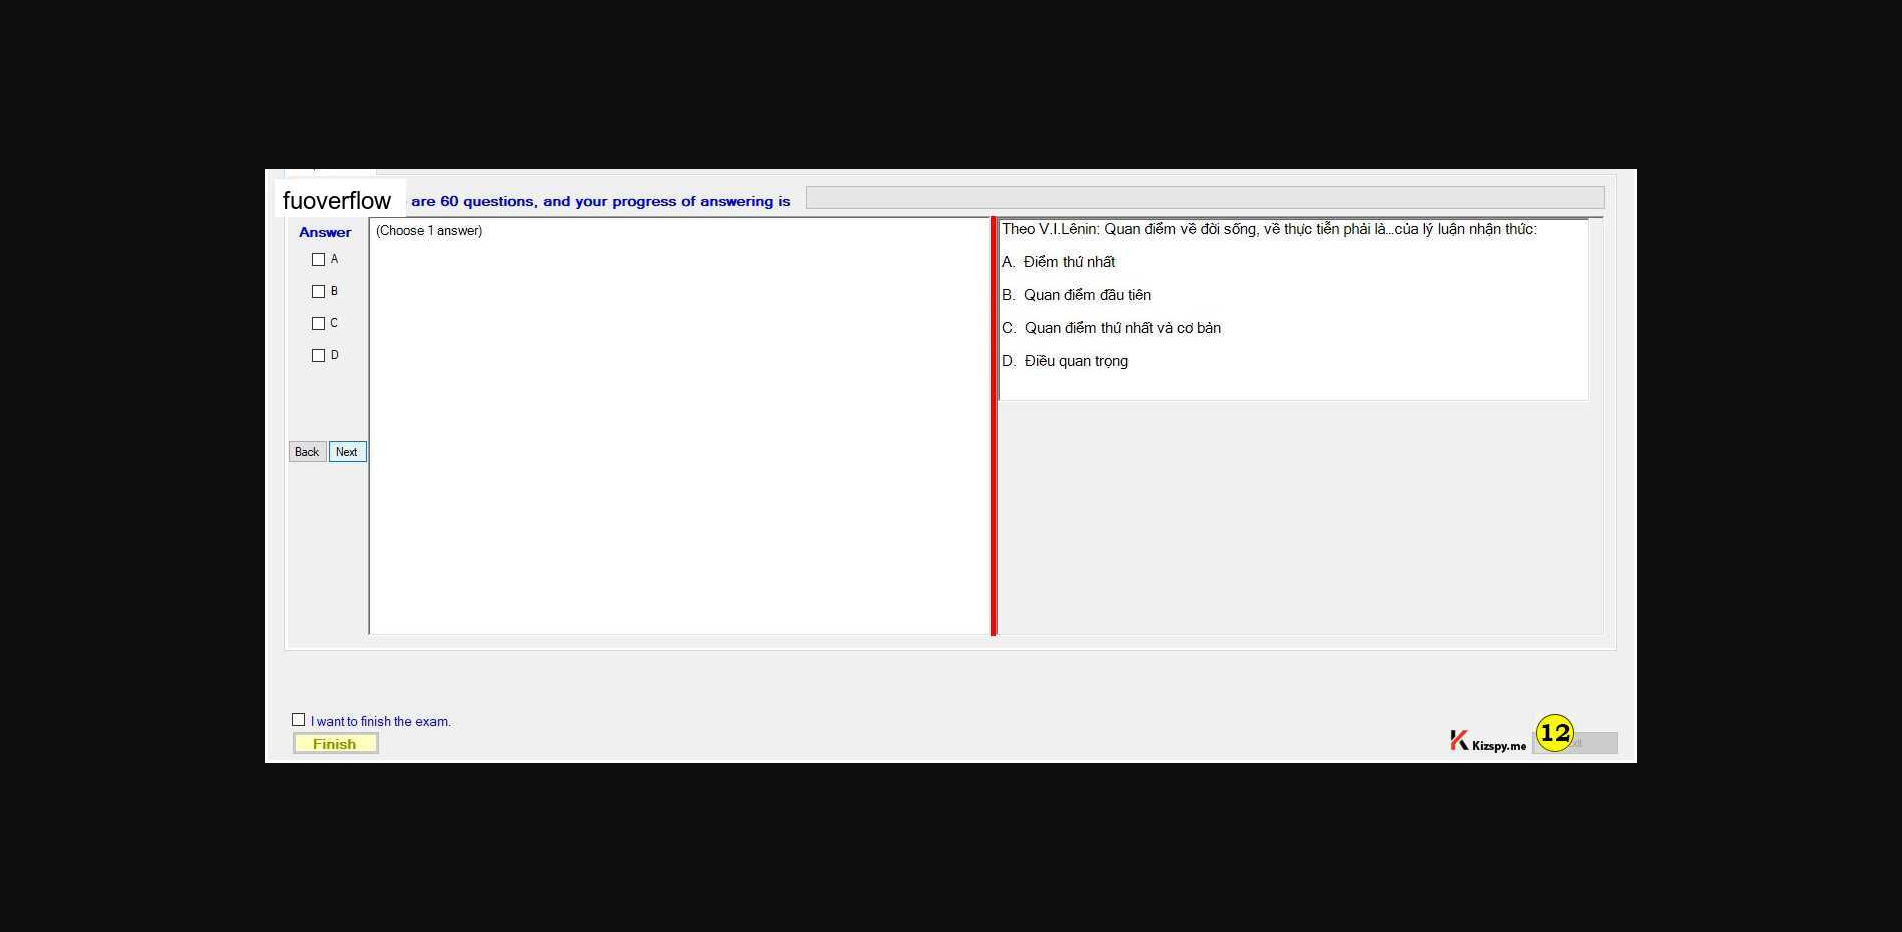 fuoverflow are 60 questions, and your progress of answering is
Answer
A
B
C
D
Back Next
(Choose 1 answer)
Theo V.I.Lênin: Quan điểm về đời sống, về thực tiễn phải là...của lý luận nhận thức:
A. Điểm thứ nhất
B. Quan điểm đầu tiên
C. Quan điểm thứ nhất và cơ bản
D. Điều quan trọng
I want to finish the exam.
Finish
Kizspy.me
12